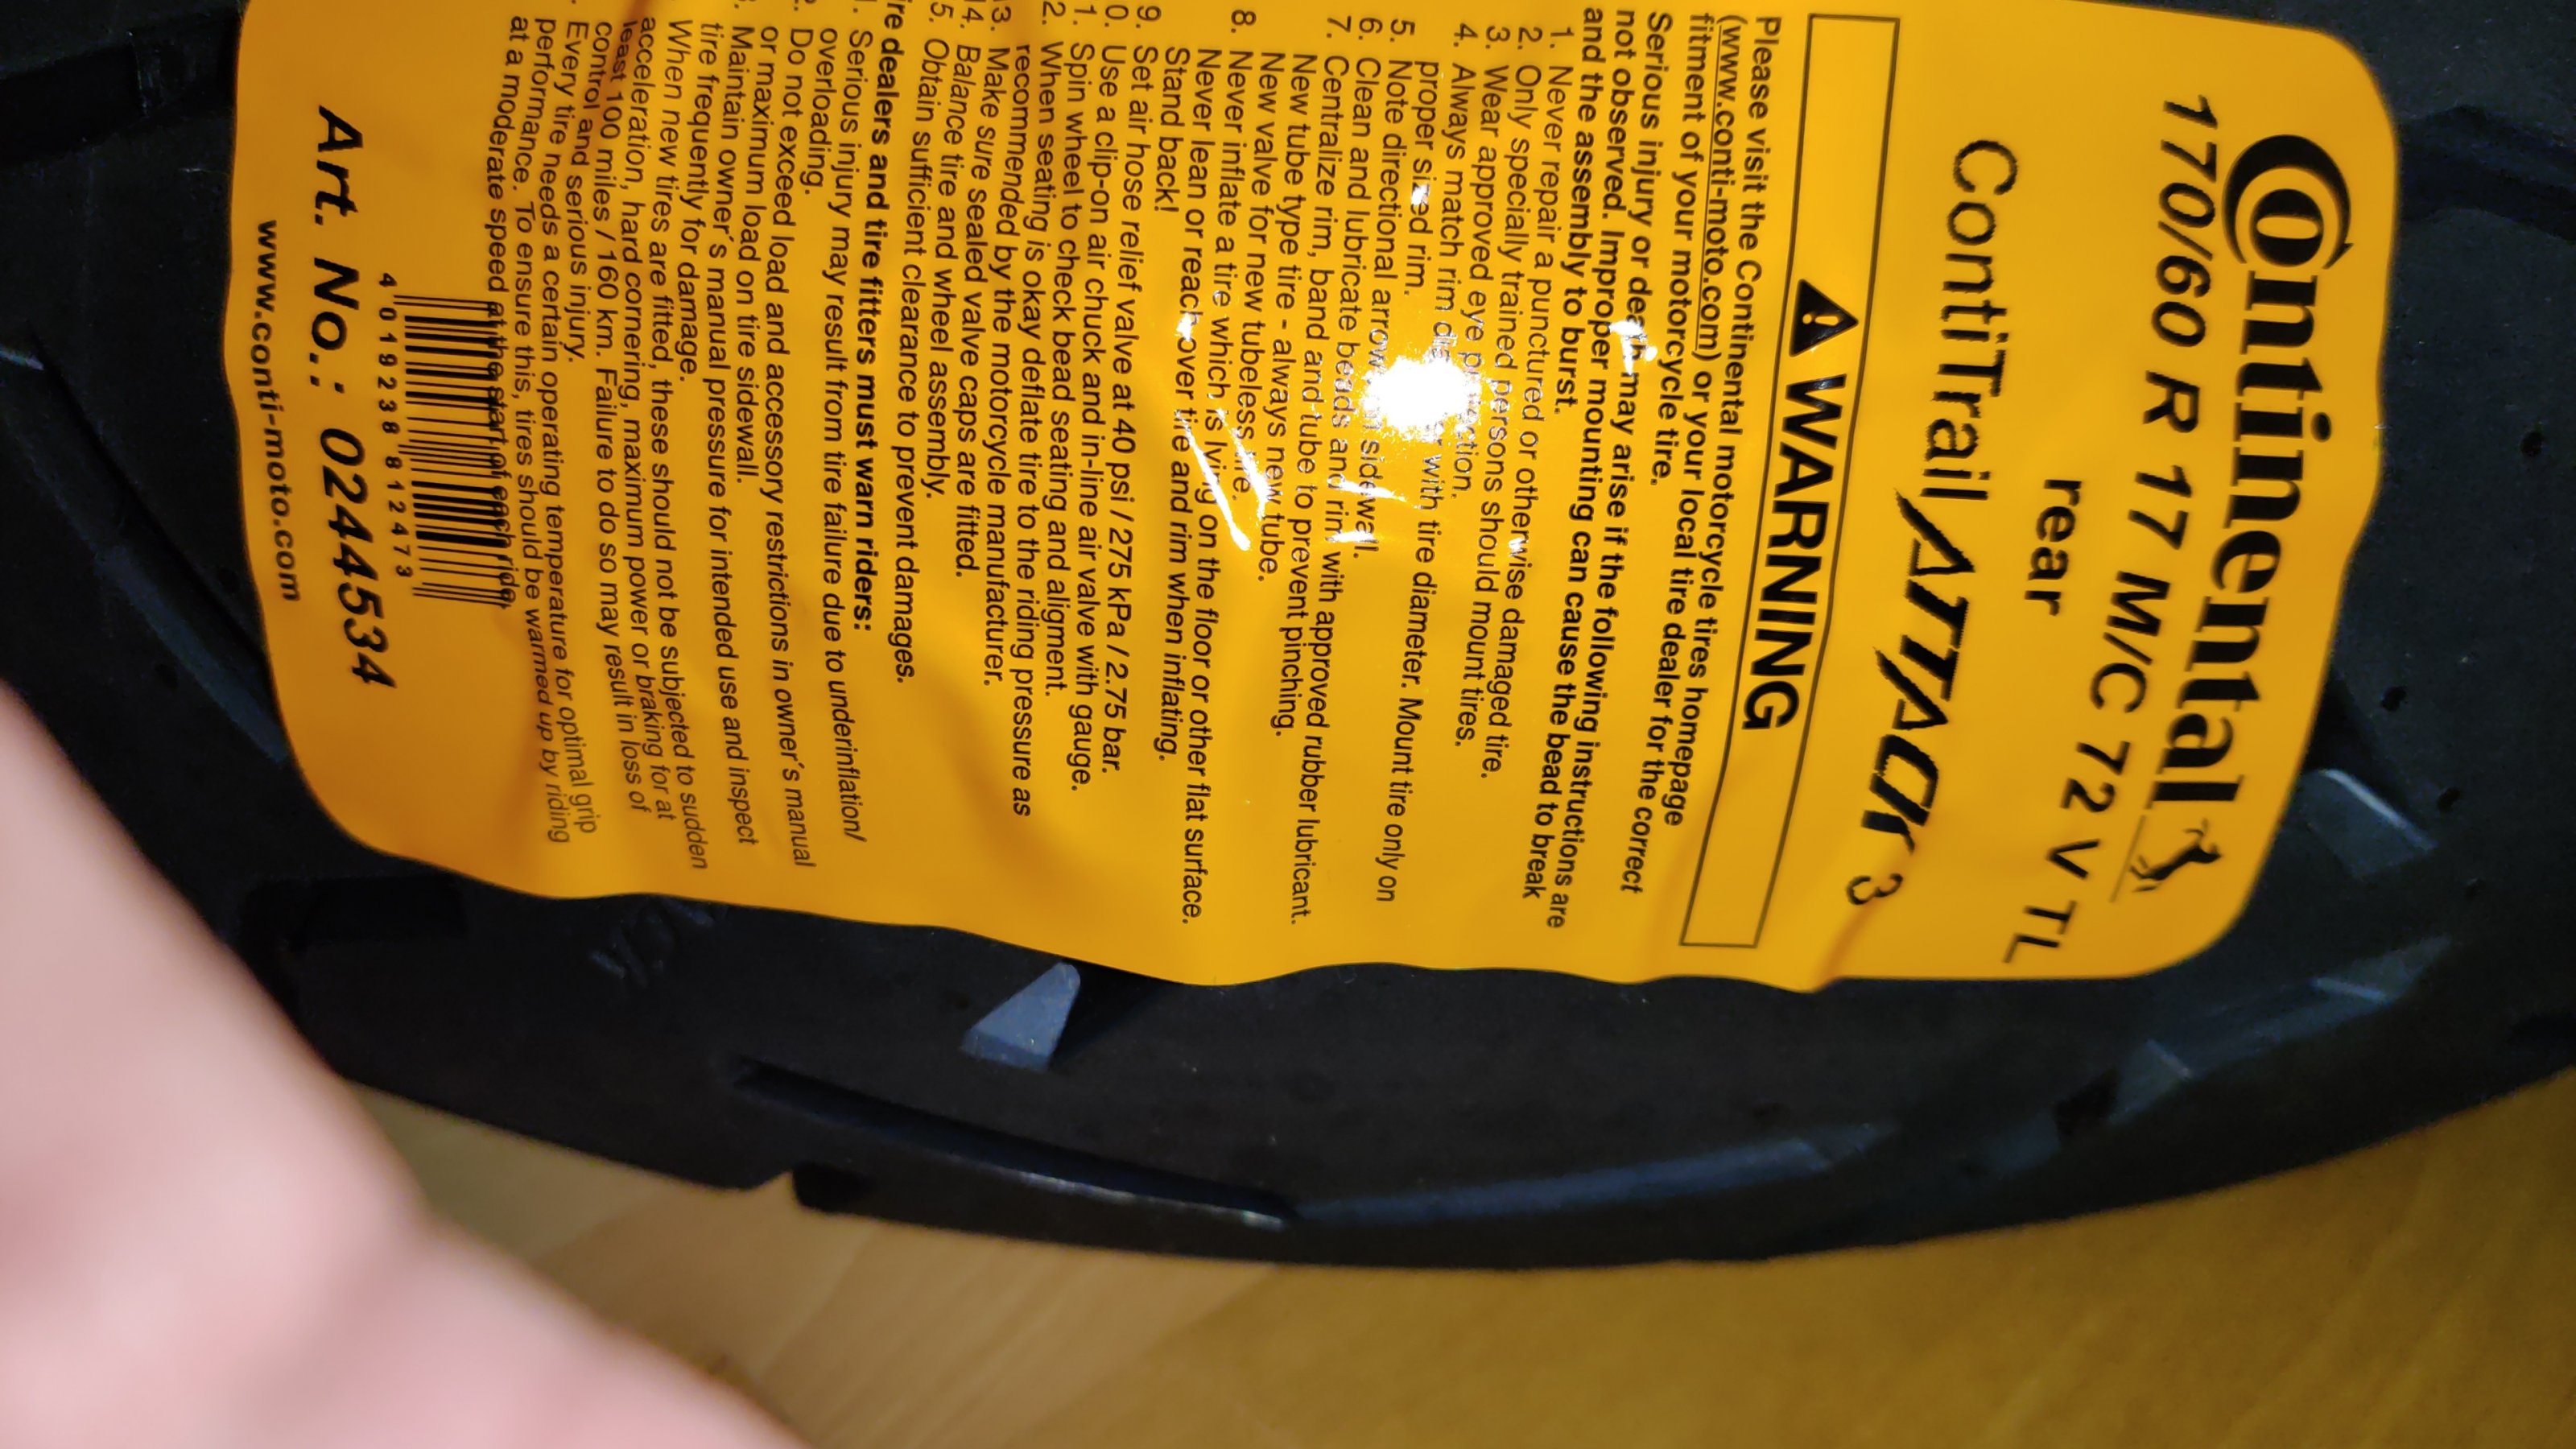 Continental
170/60 R 17 M/C 72 V TL
rear
ContiTrail ATTACK 3
WARNING
Please visit the Continental motorcycle tires homepage
(www.conti-moto.com) or your local tire dealer for the correct
fitment of your motorcycle tire.
Serious injury or death may arise if the following instructions are
not observed. Improper mounting can cause the bead to break
and the assembly to burst.
1. Never repair a punctured or otherwise damaged tire.
2. Only specially trained persons should mount tires.
3. Wear approved eye protection.
4. Always match rim diameter with tire diameter. Mount tire only on
proper sized rim.
5. Note directional arrow on sidewall.
6. Clean and lubricate beads and rim with approved rubber lubricant.
7. Centralize rim, band and tube to prevent pinching.
New tube type tire - always new tube.
New valve for new tubeless tire.
8. Never inflate a tire which is lying on the floor or other flat surface.
Never lean or reach over tire and rim when inflating.
Stand back!
9. Set air hose relief valve at 40 psi / 275 kPa / 2.75 bar.
0. Use a clip-on air chuck and in-line air valve with gauge.
1. Spin wheel to check bead seating and aligment.
2. When seating is okay deflate tire to the riding pressure as
recommended by the motorcycle manufacturer.
13. Make sure sealed valve caps are fitted.
14. Balance tire and wheel assembly.
5. Obtain sufficient clearance to prevent damages.
ire dealers and tire fitters must warn riders:
1. Serious injury may result from tire failure due to underinflation/
overloading.
2. Do not exceed load and accessory restrictions in owner's manual
or maximum load on tire sidewall.
3. Maintain owner's manual pressure for intended use and inspect
tire frequently for damage.
. When new tires are fitted, these should not be subjected to sudden
acceleration, hard cornering, maximum power or braking for at
least 100 miles / 160 km. Failure to do so may result in loss of
control and serious injury.
. Every tire needs a certain operating temperature for optimal grip
performance. To ensure this, tires should be warmed up by riding
at a moderate speed at the start of each ride.
4 019238 812473
Art. No.: 0244534
www.conti-moto.com